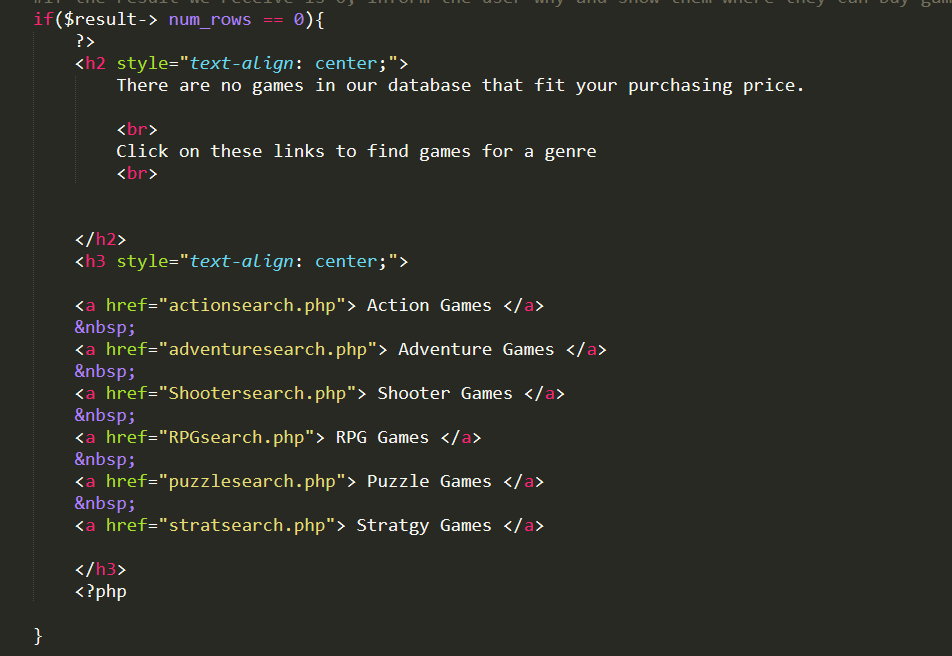 #If the result we receive is 0, inform the user why and show them where they can buy gam
if($result-> num_rows == 0){
?>
<h2 style="text-align: center;">
There are no games in our database that fit your purchasing price.
<br>
Click on these links to find games for a genre
<br>
</h2>
<h3 style="text-align: center;">
<a href="actionsearch.php"> Action Games </a>
&nbsp;
<a href="adventuresearch.php"> Adventure Games </a>
&nbsp;
<a href="Shootersearch.php"> Shooter Games </a>
&nbsp;
<a href="RPGsearch.php"> RPG Games </a>
&nbsp;
<a href="puzzlesearch.php"> Puzzle Games </a>
&nbsp;
<a href="stratsearch.php"> Stratgy Games </a>
</h3>
<?php
}